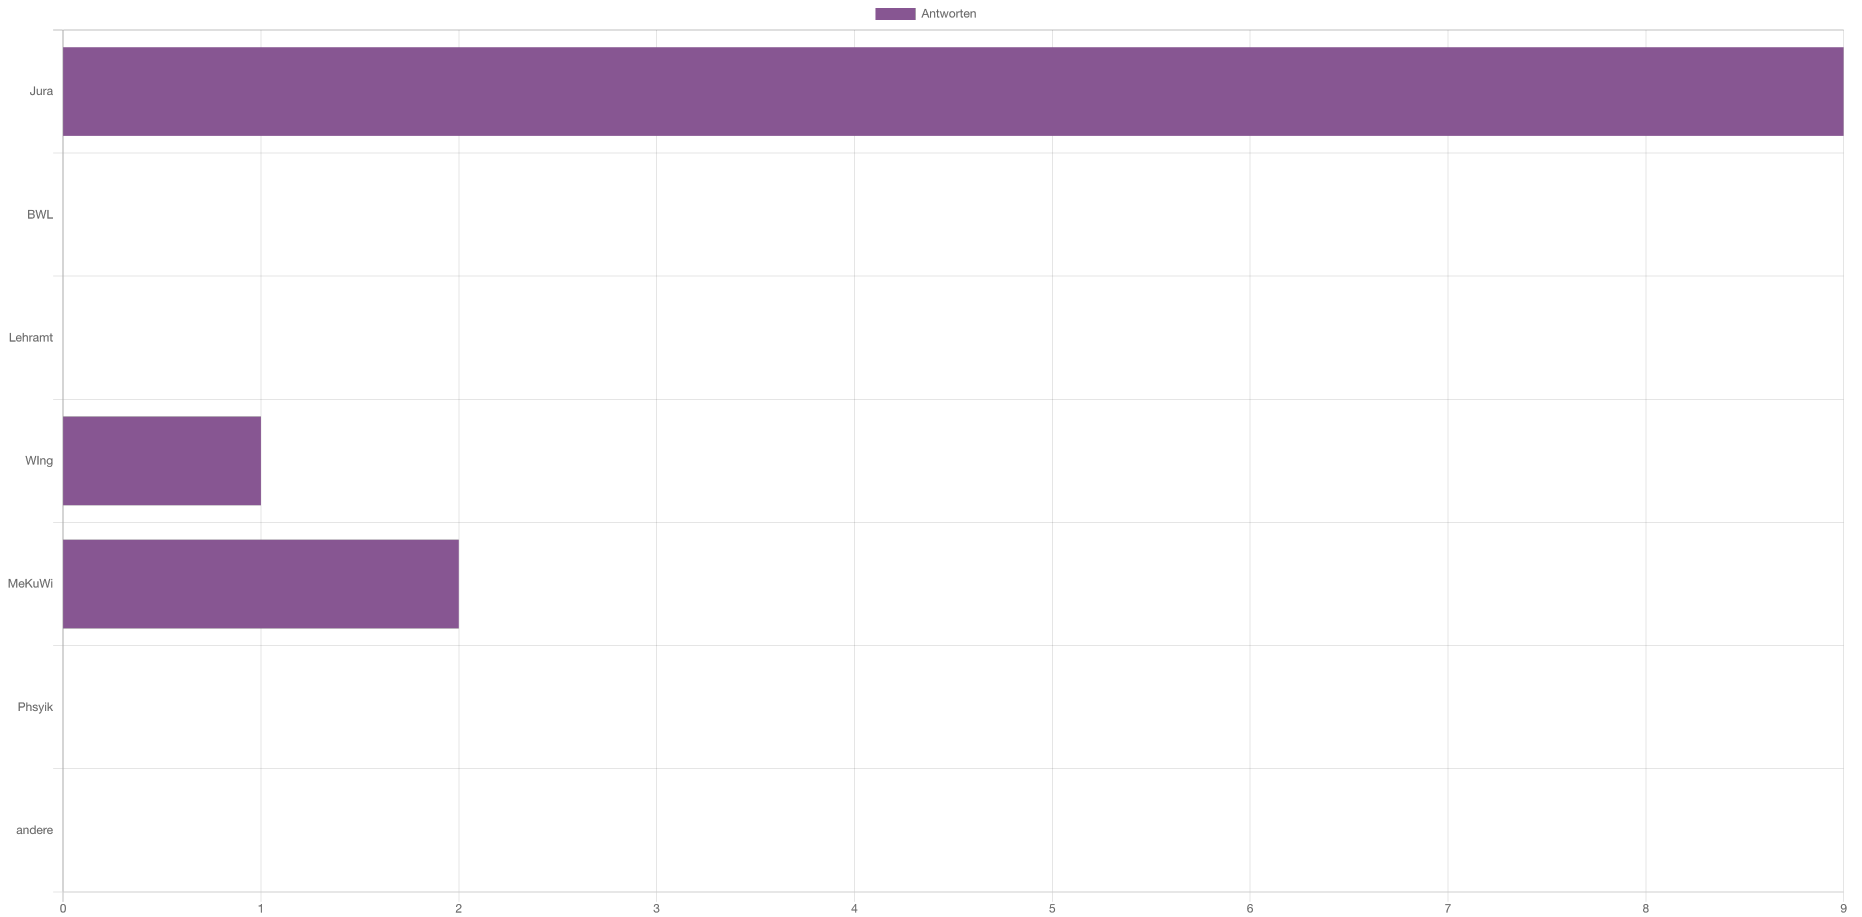 Antworten
Jura
BWL
Lehramt
WIng
MeKuWi
Phsyik
andere
0 1 2 3 4 5 6 7 8 9